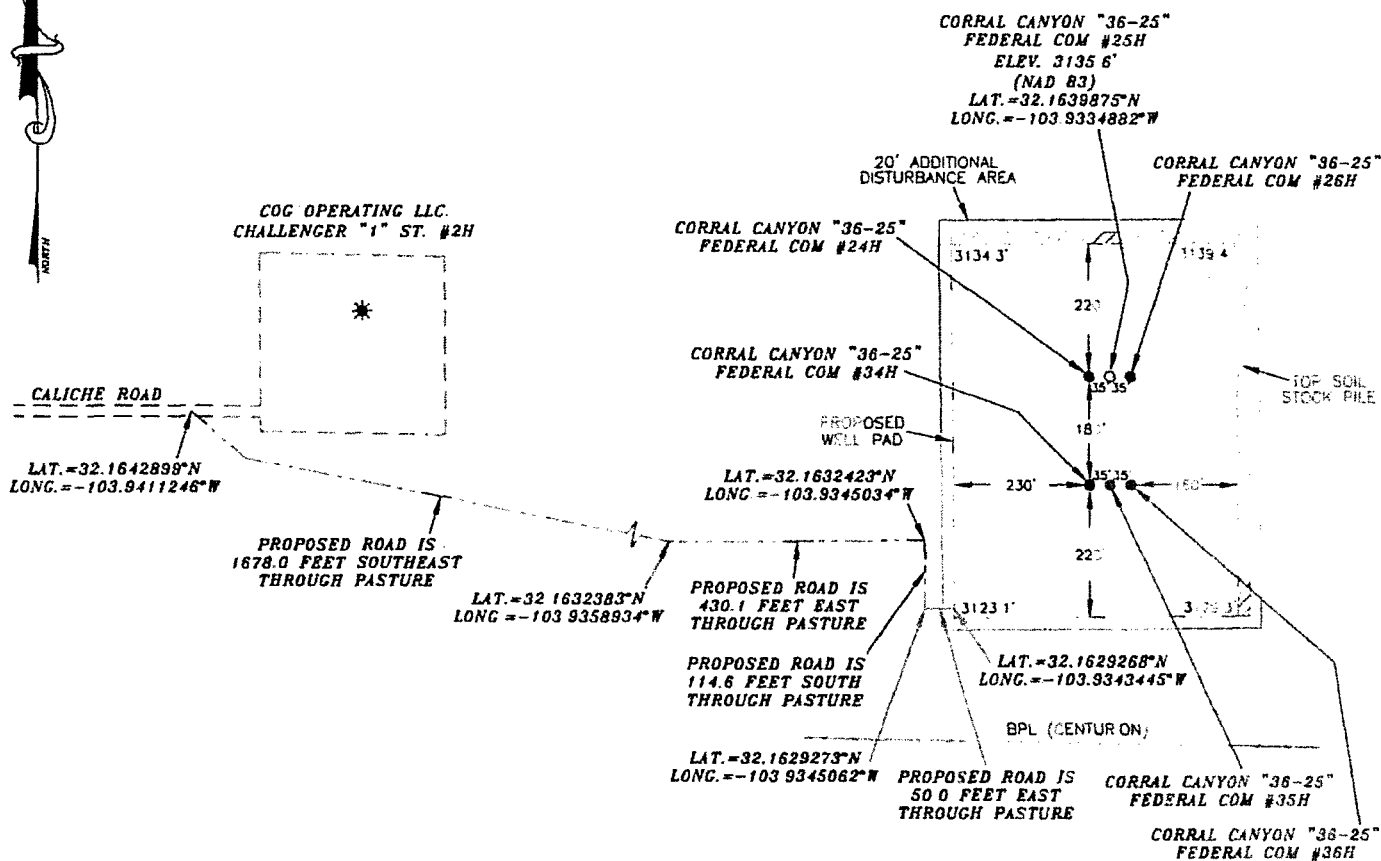 CORRAL CANYON "36-25"
FEDERAL COM #25H
ELEV. 3135 6'
(NAD 83)
LAT.=32.1639875°N
LONG.=-103.9334882°W
20' ADDITIONAL
DISTURBANCE AREA
CORRAL CANYON "36-25"
FEDERAL COM #26H
COG OPERATING LLC.
CHALLENGER "1" ST. #2H
CORRAL CANYON "36-25"
FEDERAL COM #24H
NORTH
3134 3'
3139 4'
220'
CORRAL CANYON "36-25"
FEDERAL COM #34H
35' 35'
TOP SOIL
STOCK PILE
CALICHE ROAD
PROPOSED
WELL PAD
LAT.=32.1642899°N
LONG.=-103.9411246°W
LAT.=32.1632423°N
LONG.=-103.9345034°W
35' 35'
230'
PROPOSED ROAD IS
1678.0 FEET SOUTHEAST
THROUGH PASTURE
LAT.=32 1632383°N
LONG =-103 9358934°W
PROPOSED ROAD IS
430.1 FEET EAST
THROUGH PASTURE
220'
3123 1'
PROPOSED ROAD IS
114.6 FEET SOUTH
THROUGH PASTURE
LAT.=32.1629268°N
LONG.=-103.9343445°W
BPL (CENTURION)
LAT.=32.1629273°N
LONG.=-103 9345062°W
PROPOSED ROAD IS
50 0 FEET EAST
THROUGH PASTURE
CORRAL CANYON "36-25"
FEDERAL COM #35H
CORRAL CANYON "36-25"
FEDERAL COM #36H